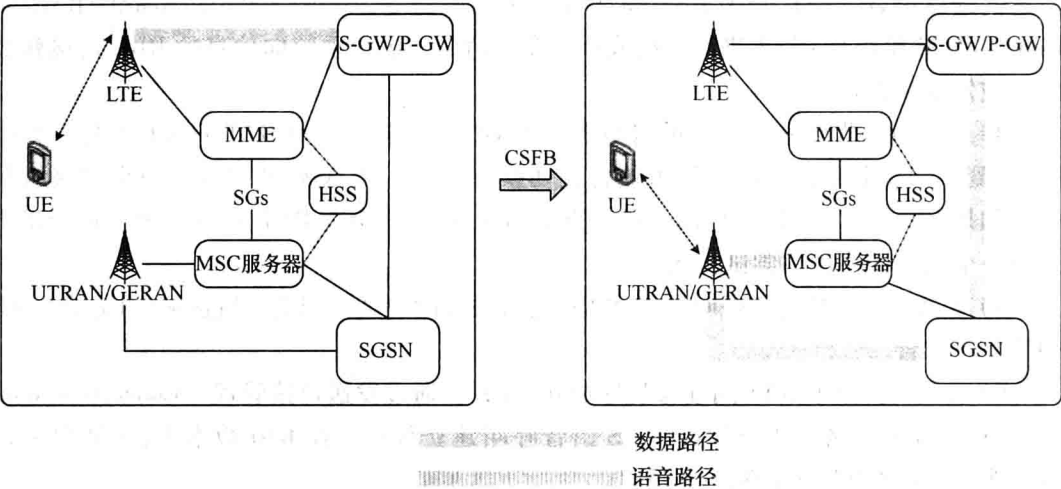 S-GW/P-GW
LTE
MME
UE
SGs
HSS
MSC服务器
UTRAN/GERAN
SGSN
CSFB
S-GW/P-GW
LTE
MME
UE
SGs
HSS
MSC服务器
UTRAN/GERAN
SGSN
数据路径
语音路径